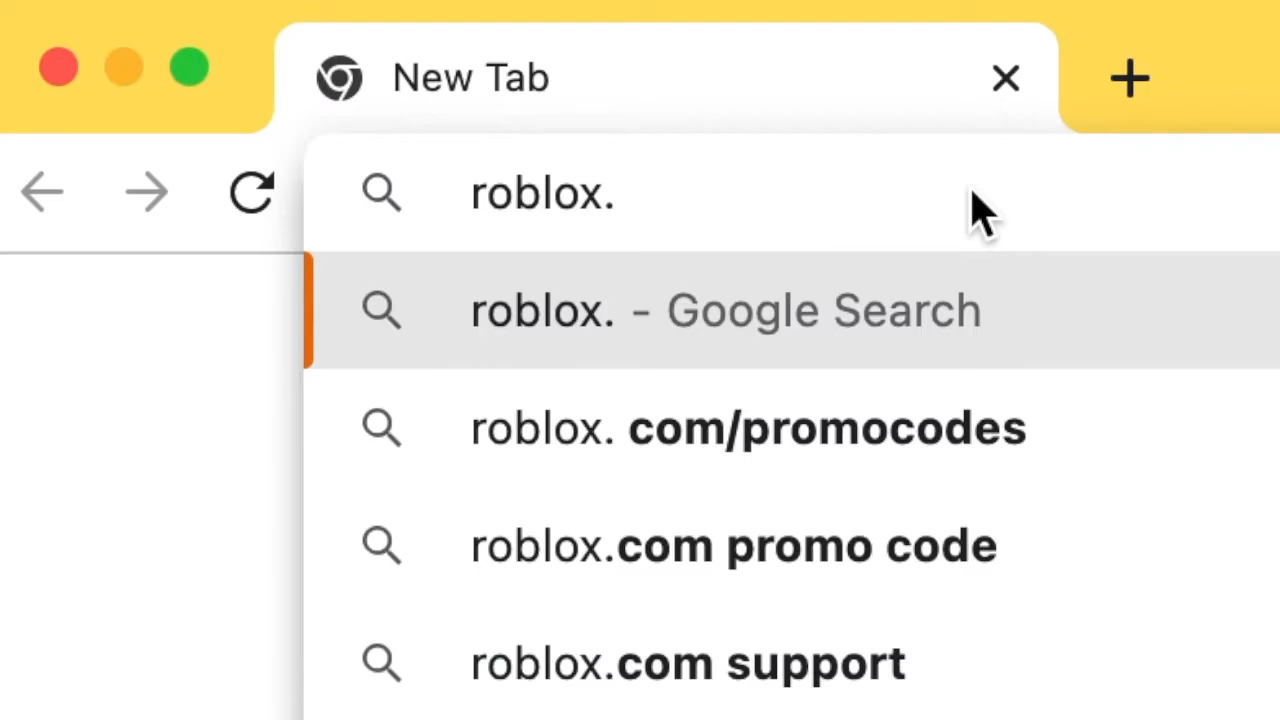 New Tab
roblox.
roblox. - Google Search
roblox. com/promocodes
roblox.com promo code
roblox.com support